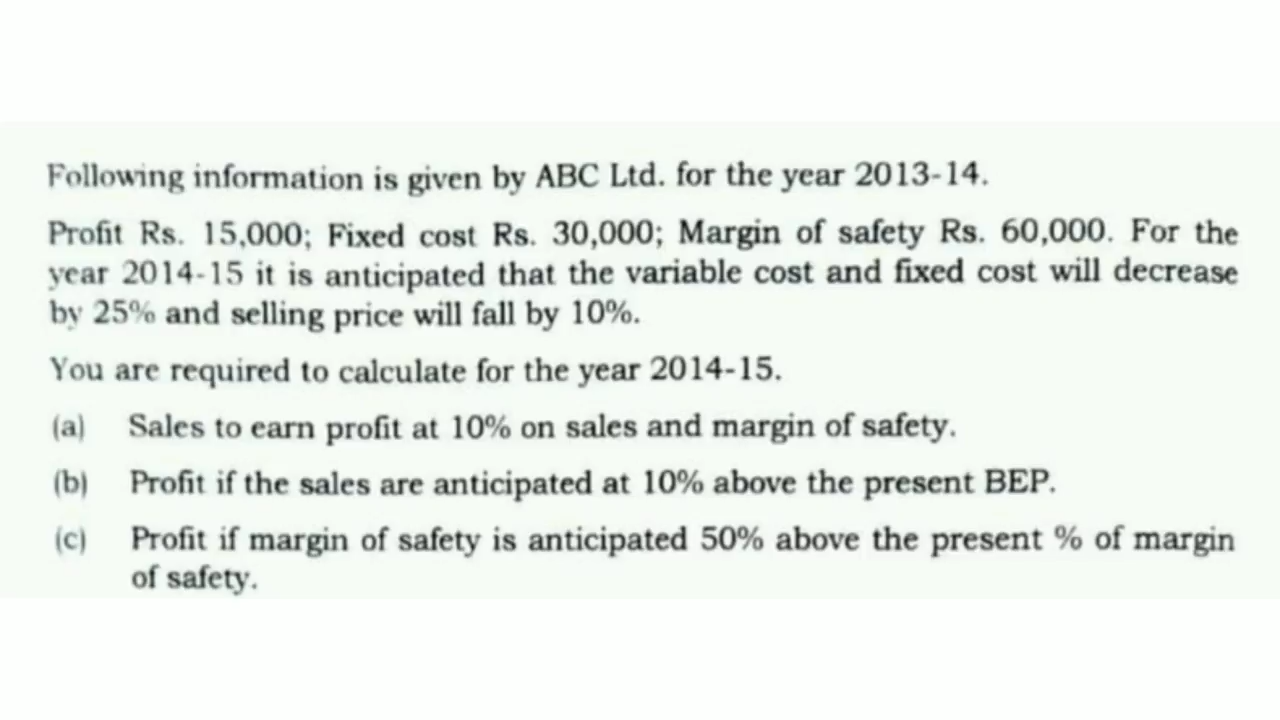 Following information is given by ABC Ltd. for the year 2013-14.
Profit Rs. 15,000; Fixed cost Rs. 30,000; Margin of safety Rs. 60,000. For the
year 2014-15 it is anticipated that the variable cost and fixed cost will decrease
by 25% and selling price will fall by 10%.
You are required to calculate for the year 2014-15.
(a) Sales to earn profit at 10% on sales and margin of safety.
(b) Profit if the sales are anticipated at 10% above the present BEP.
(c) Profit if margin of safety is anticipated 50% above the present % of margin
of safety.